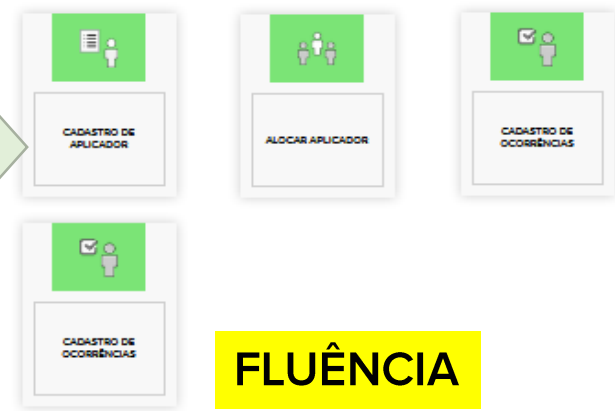 CADASTRO DE
APLICADOR
ALOCAR APLICADOR
CADASTRO DE
OCORRÊNCIAS
CADASTRO DE
OCORRÊNCIAS
FLUÊNCIA